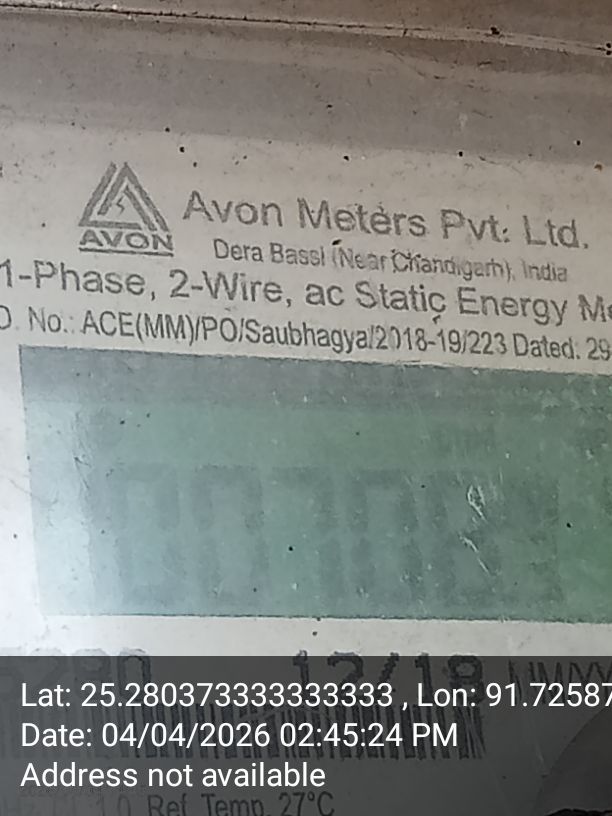 AVON
Avon Meters Pvt. Ltd.
Dera Bassi (Near Chandigarh), India
1-Phase, 2-Wire, ac Static Energy
No.: ACE(MM)/PO/Saubhagya/2018-19/223 Dated: 29
12/18
Lat: 25.280373333333333 , Lon: 91.72587
Date: 04/04/2026 02:45:24 PM
Address not available
Ref. Temp. 27°C